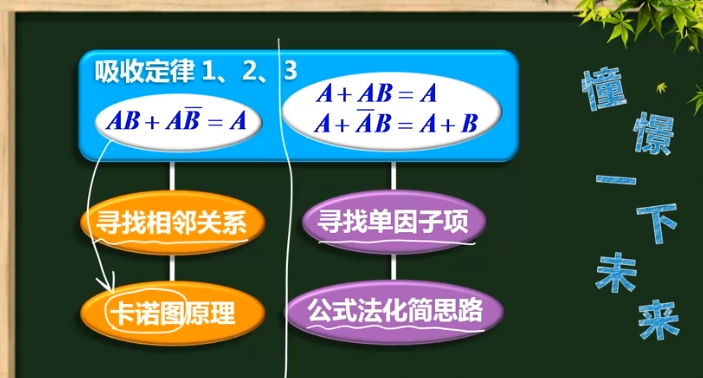 吸收定律 1、2、3
AB + AB̅ = A
A + AB = A
A + A̅B = A + B
寻找相邻关系
寻找单因子项
卡诺图原理
公式法化简思路
憧憬一下未来